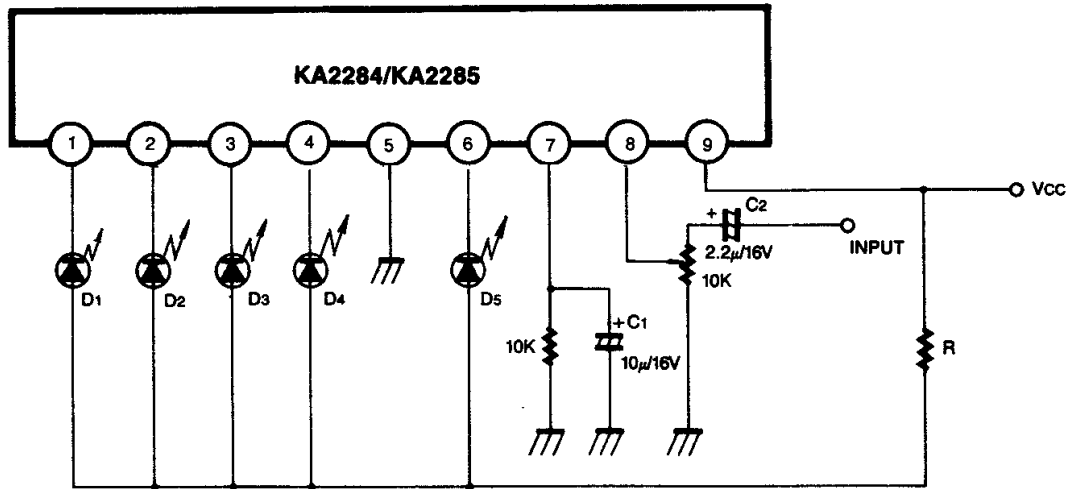 KA2284/KA2285
1 2 3 4 5 6 7 8 9
VCC
C2
+
2.2μ/16V
INPUT
10K
D1 D2 D3 D4 D5
+C1
10K
10μ/16V
R